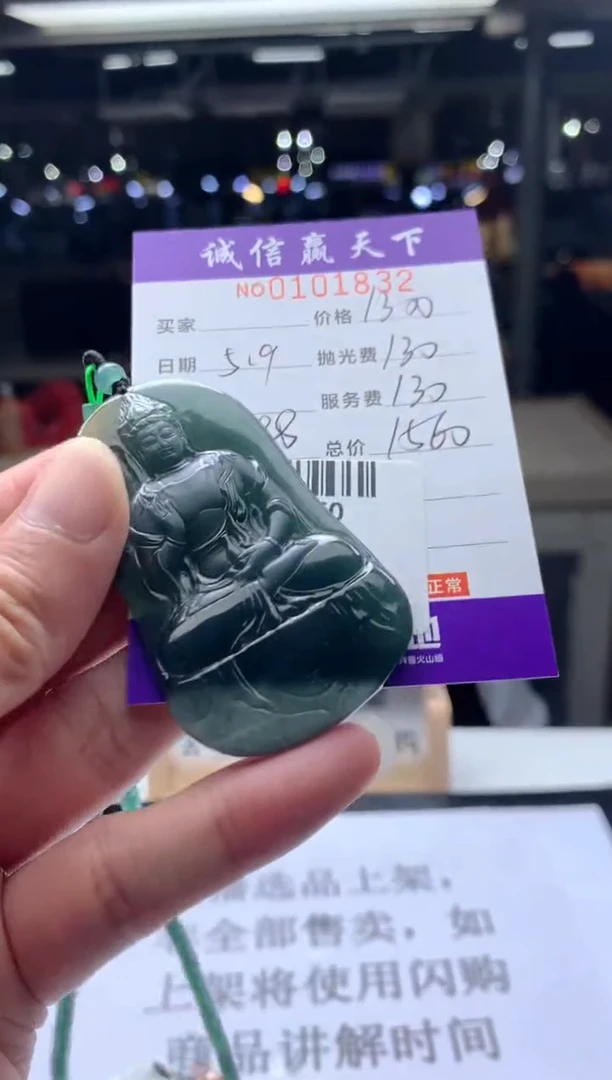 诚信赢天下
NO0101832
买家 价格 1300
日期 5.9 抛光费 130
服务费 130
88 总价 1560
正常
选品上架，
全部售卖，如
上架将使用闪购
商品讲解时间